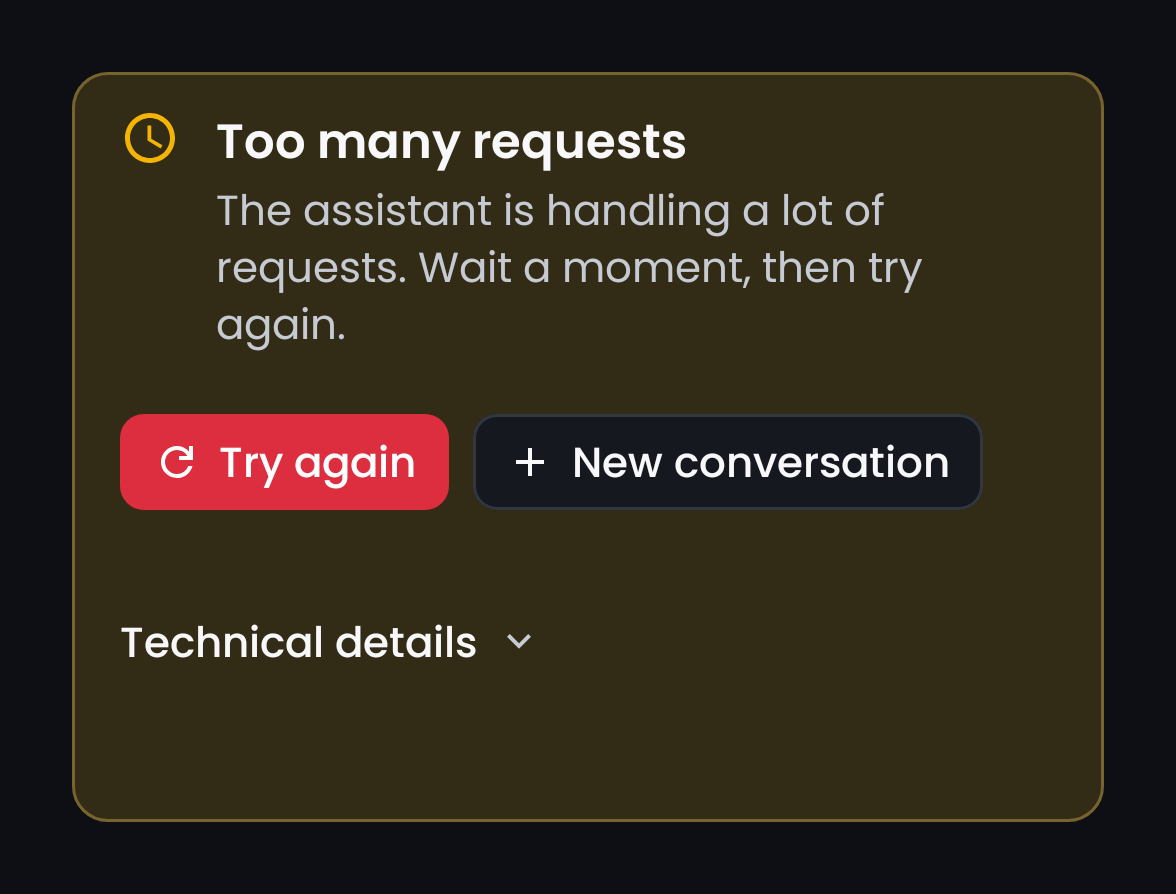 Too many requests
The assistant is handling a lot of
requests. Wait a moment, then try
again.
Try again
New conversation
Technical details